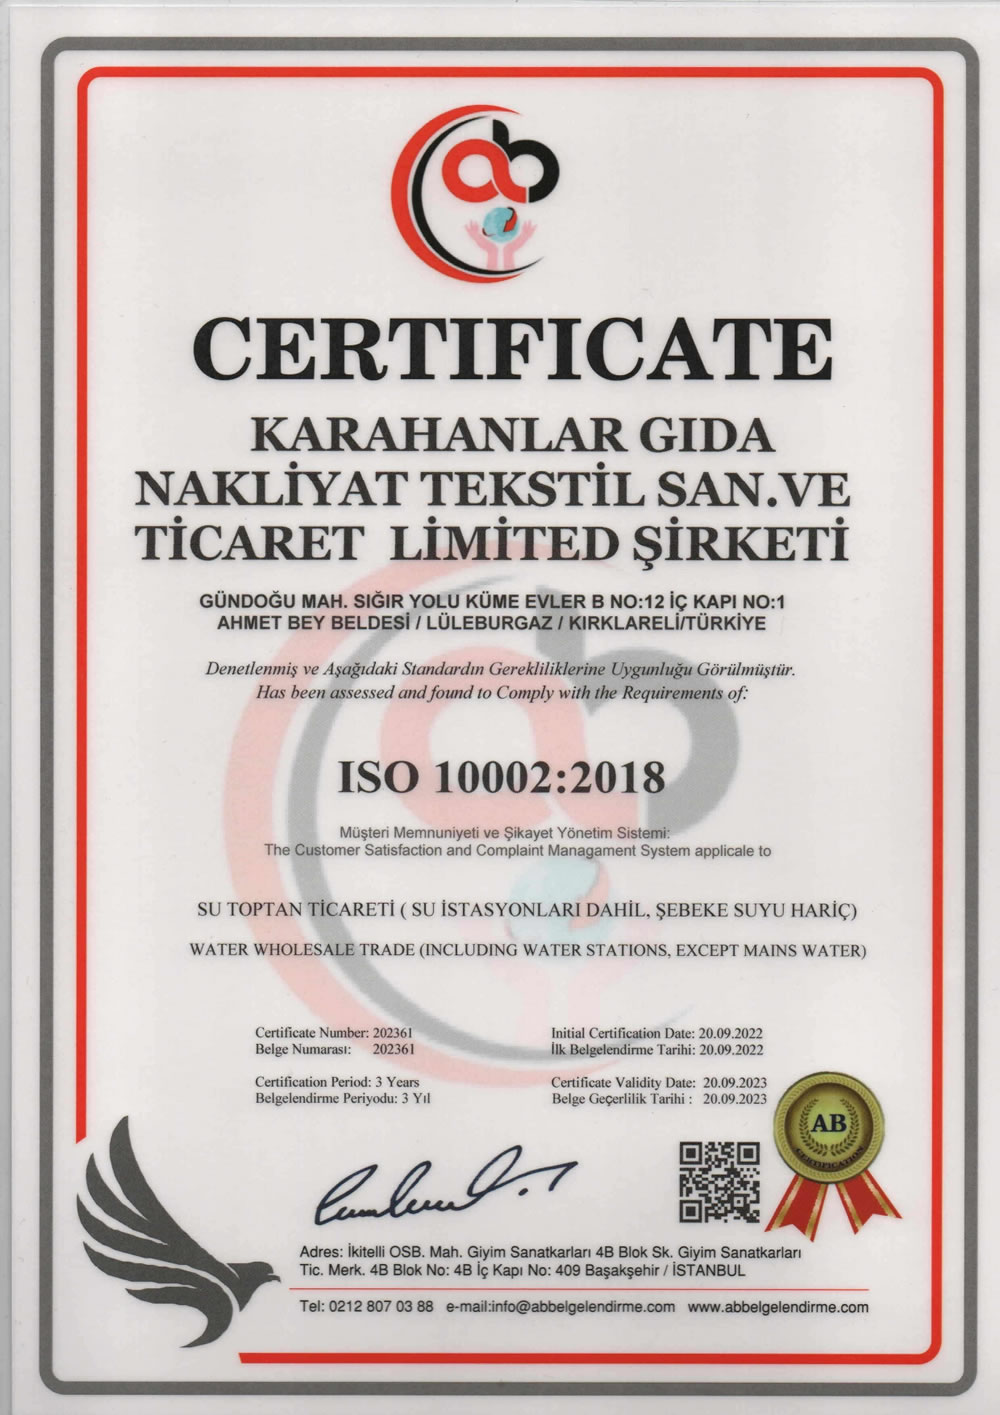 ab
CERTIFICATE
KARAHANLAR GIDA
NAKLİYAT TEKSTİL SAN.VE
TİCARET LİMİTED ŞİRKETİ
GÜNDOĞU MAH. SIĞIR YOLU KÜME EVLER B NO:12 İÇ KAPI NO:1
AHMET BEY BELDESİ / LÜLEBURGAZ / KIRKLARELİ/TÜRKİYE
Denetlenmiş ve Aşağıdaki Standardın Gerekliliklerine Uygunluğu Görülmüştür.
Has been assessed and found to Comply with the Requirements of:
ISO 10002:2018
Müşteri Memnuniyeti ve Şikayet Yönetim Sistemi:
The Customer Satisfaction and Complaint Managament System applicale to
SU TOPTAN TİCARETİ ( SU İSTASYONLARI DAHİL, ŞEBEKE SUYU HARİÇ)
WATER WHOLESALE TRADE (INCLUDING WATER STATIONS, EXCEPT MAINS WATER)
Certificate Number: 202361
Belge Numarası: 202361
Initial Certification Date: 20.09.2022
İlk Belgelendirme Tarihi: 20.09.2022
Certification Period: 3 Years
Belgelendirme Periyodu: 3 Yıl
Certificate Validity Date: 20.09.2023
Belge Geçerlilik Tarihi : 20.09.2023
AB
CERTIFICATION
Adres: İkitelli OSB. Mah. Giyim Sanatkarları 4B Blok Sk. Giyim Sanatkarları
Tic. Merk. 4B Blok No: 4B İç Kapı No: 409 Başakşehir / İSTANBUL
Tel: 0212 807 03 88 e-mail:info@abbelgelendirme.com www.abbelgelendirme.com